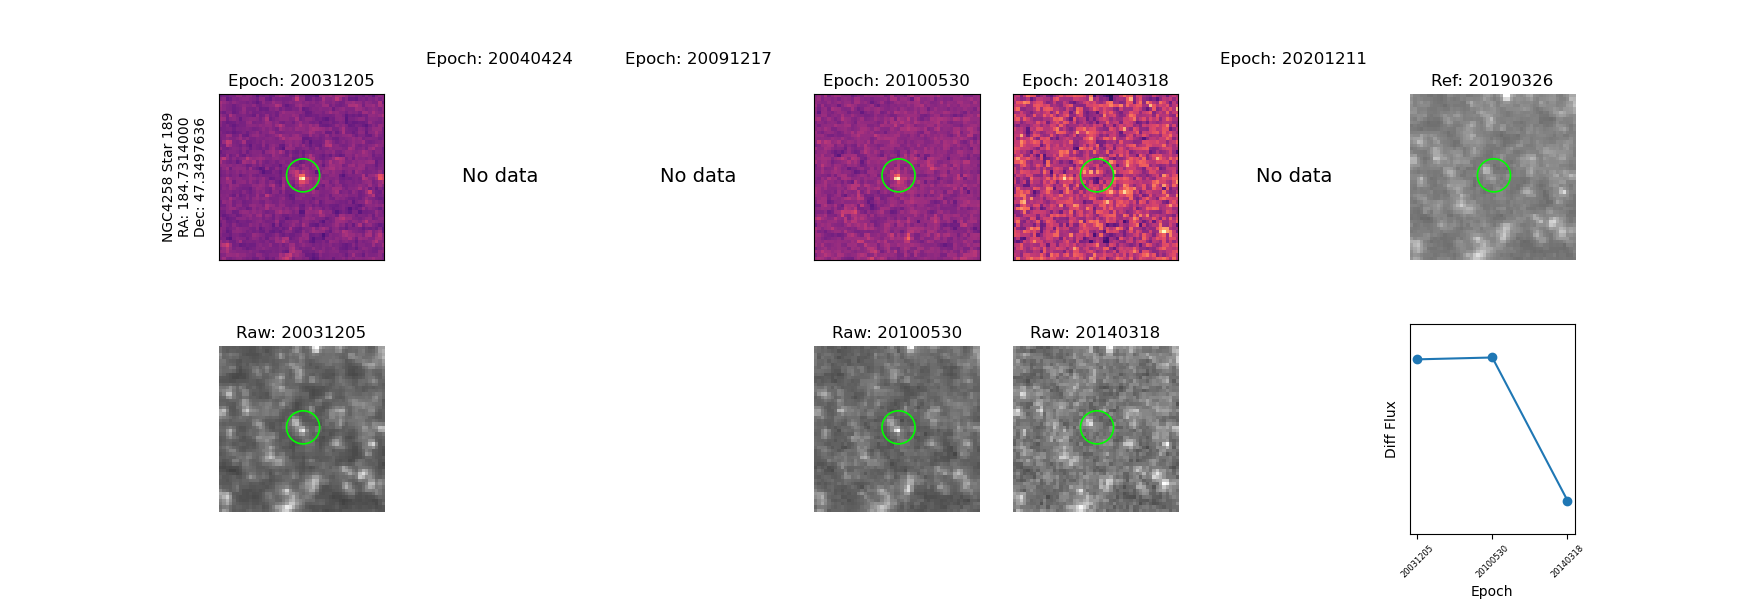 Epoch: 20040424
Epoch: 20091217
Epoch: 20201211
Epoch: 20031205
Epoch: 20100530
Epoch: 20140318
Ref: 20190326
NGC4258 Star 189
RA: 184.7314000
Dec: 47.3497636
No data
No data
No data
Raw: 20031205
Raw: 20100530
Raw: 20140318
Diff Flux
20031205
20100530
20140318
Epoch